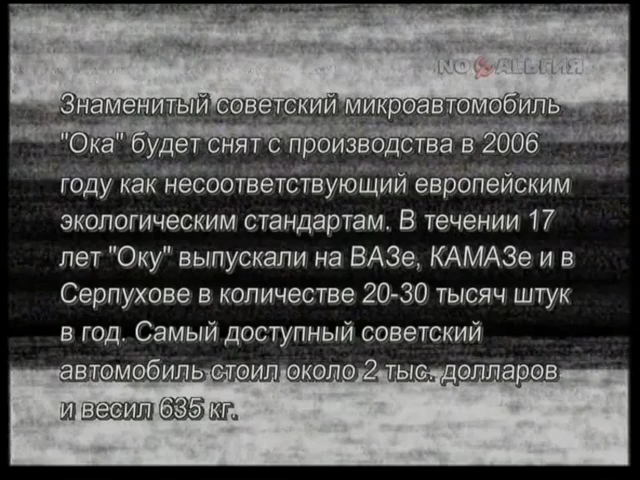 НОСТАЛЬГИЯ
Знаменитый советский микроавтомобиль
"Ока" будет снят с производства в 2006
году как несоответствующий европейским
экологическим стандартам. В течении 17
лет "Оку" выпускали на ВАЗе, КАМАЗе и в
Серпухове в количестве 20-30 тысяч штук
в год. Самый доступный советский
автомобиль стоил около 2 тыс. долларов
и весил 635 кг.